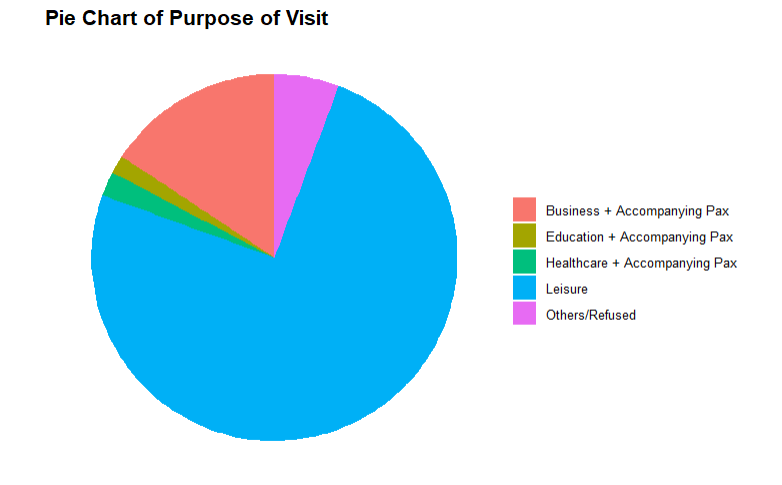 Pie Chart of Purpose of Visit
Business + Accompanying Pax
Education + Accompanying Pax
Healthcare + Accompanying Pax
Leisure
Others/Refused